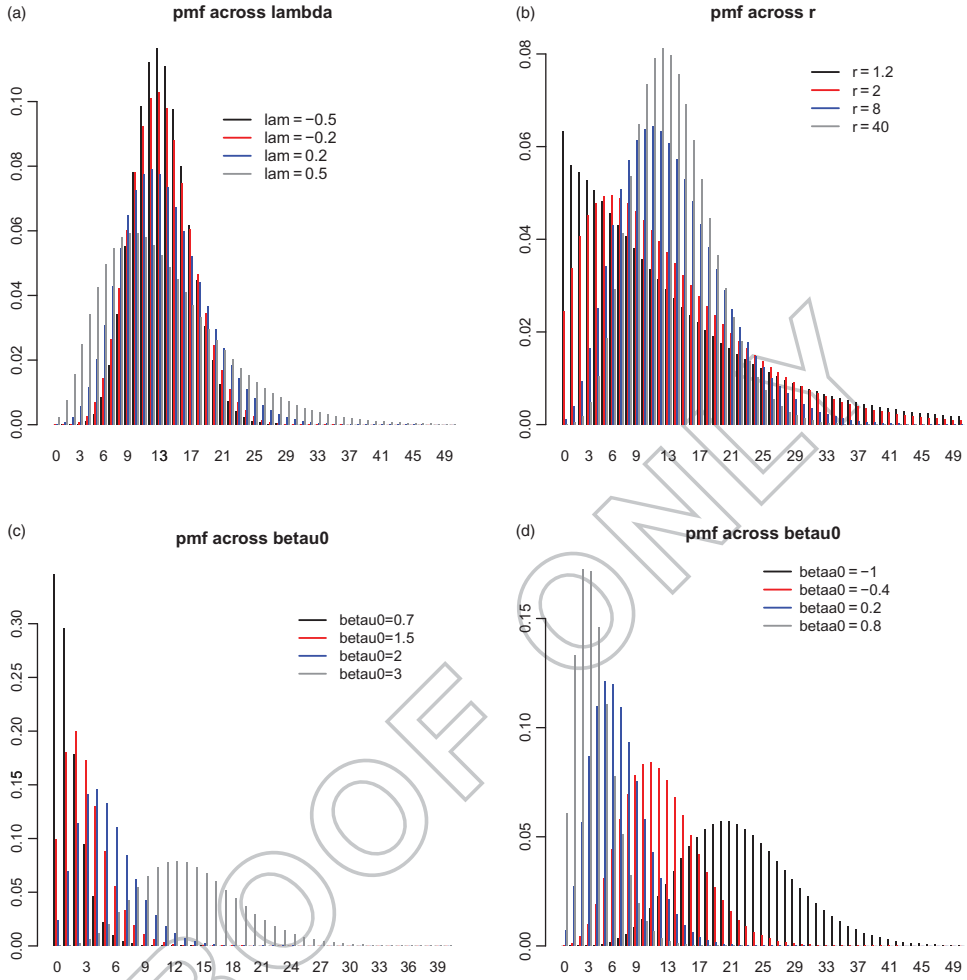 (a)
pmf across lambda
0.00 0.02 0.04 0.06 0.08 0.10
lam = −0.5
lam = −0.2
lam = 0.2
lam = 0.5
0 3 6 9 13 17 21 25 29 33 37 41 45 49
(b)
pmf across r
0.00 0.02 0.04 0.06 0.08
r = 1.2
r = 2
r = 8
r = 40
0 3 6 9 13 17 21 25 29 33 37 41 45 49
(c)
pmf across betau0
0.00 0.05 0.10 0.15 0.20 0.25 0.30
betau0=0.7
betau0=1.5
betau0=2
betau0=3
0 3 6 9 12 15 18 21 24 27 30 33 36 39
(d)
pmf across betau0
0.00 0.05 0.10 0.15
betaa0 = −1
betaa0 = −0.4
betaa0 = 0.2
betaa0 = 0.8
0 3 6 9 13 17 21 25 29 33 37 41 45 49
ROOF ONLY